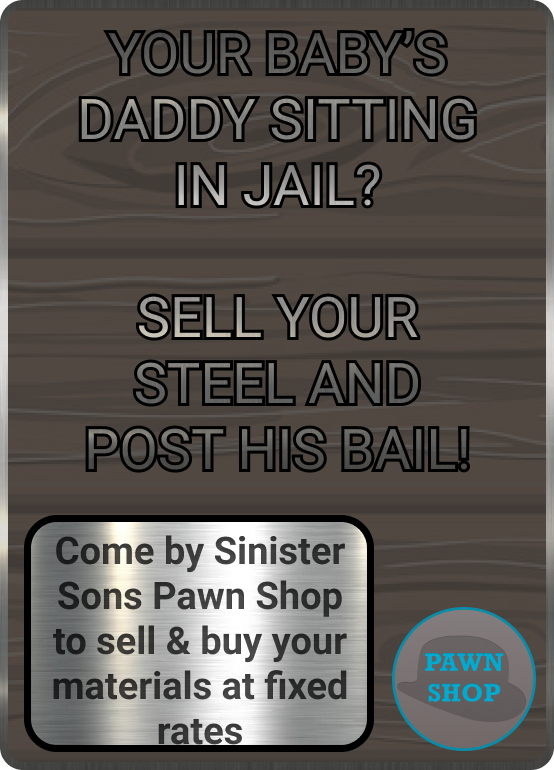 YOUR BABY’S
DADDY SITTING
IN JAIL?
SELL YOUR
STEEL AND
POST HIS BAIL!
Come by Sinister
Sons Pawn Shop
to sell & buy your
materials at fixed
rates
PAWN
SHOP